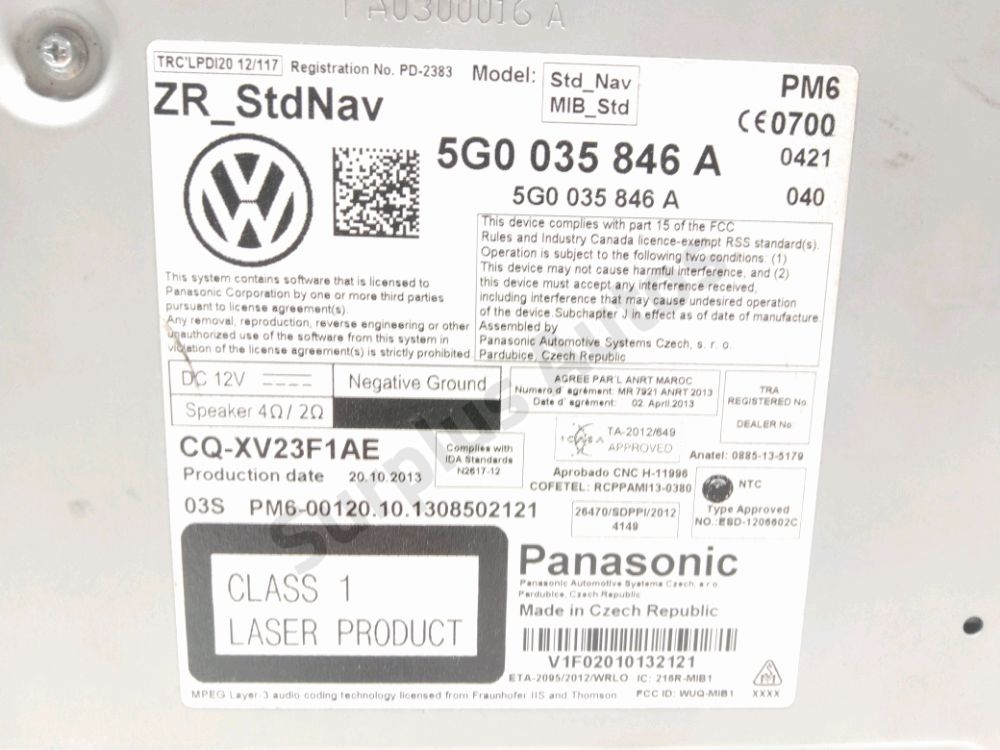 PA0300016 A
TRC'LPDI20 12/117 Registration No. PD-2383 Model: Std_Nav
MIB_Std
PM6
ZR_StdNav
CE0700
5G0 035 846 A
0421
5G0 035 846 A
040
This device complies with part 15 of the FCC
Rules and Industry Canada licence-exempt RSS standard(s).
Operation is subject to the following two conditions: (1)
This device may not cause harmful interference, and (2)
this device must accept any interference received,
including interference that may cause undesired operation
of the device.Subchapter J in effect as of date of manufacture.
Assembled by
Panasonic Automotive Systems Czech, s. r. o.
Pardubice, Czech Republic
This system contains software that is licensed to
Panasonic Corporation by one or more third parties
pursuant to license agreement(s).
Any removal, reproduction, reverse engineering or other
unauthorized use of the software from this system in
violation of the license agreement(s) is strictly prohibited.
DC 12V
Negative Ground
Speaker 4Ω/2Ω
AGREE PAR'L ANRT MAROC
Numero d'agrément: MR 7921 ANRT 2013
Date d'agrément: 02. April.2013
TRA
REGISTERED No.
DEALER No.
CQ-XV23F1AE
Complies with
IDA Standards
N2617-12
ICASA
TA-2012/649
APPROVED
Anatel: 0885-13-5179
Production date 20.10.2013
Aprobado CNC H-11996
COFETEL: RCPPAMI13-0380
NTC
Type Approved
NO.:ESD-1206602C
03S PM6-00120.10.1308502121
26470/SDPPI/2012
4149
CLASS 1
LASER PRODUCT
Panasonic
Panasonic Automotive Systems Czech, s r o
Pardubice, Czech Republic
Made in Czech Republic
V1F02010132121
ETA-2095/2012/WRLO IC: 216R-MIB1
MPEG Layer-3 audio coding technology licensed from Fraunhofer IIS and Thomson
FCC ID: WUQ-MIB1
XXXX
Surplus Auto